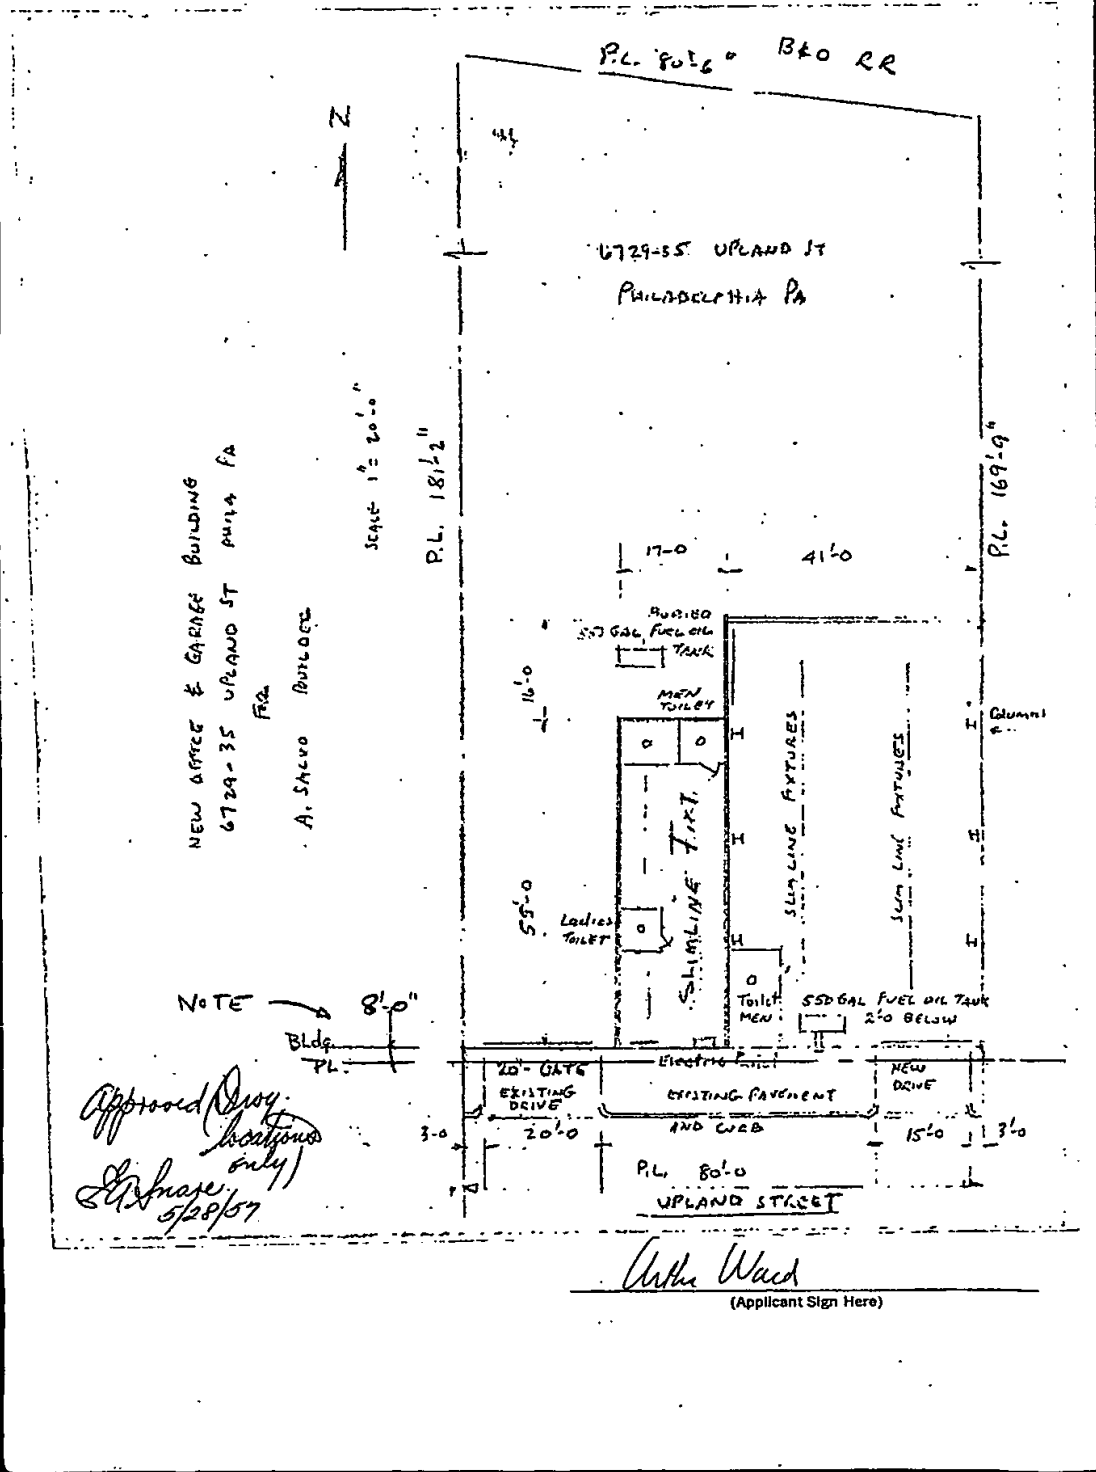 P.L. 80'-6" B&O RR
N
6729-35 UPLAND ST
PHILADELPHIA PA
SCALE 1" = 20'-0"
P.L. 181'-2"
P.L. 169'-9"
NEW OFFICE & GARAGE BUILDING
6729-35 UPLAND ST PHILA PA
FOR
A. SALVO BUILDER
17-0
41'-0
BURIED
550 GAL. FUEL OIL
TANK
16'-0
MEN
TOILET
Columns
SLIMLINE FIXT.
SLIM LINE FIXTURES
SLIM LINE FIXTURES
55'-0
Ladies
TOILET
Toilet
MEN
550 GAL FUEL OIL TANK
2'0 BELOW
NOTE
8'-0"
Bldg.
PL.
20'- GATE
EXISTING
DRIVE
ELECTRIC
EXISTING PAVEMENT
AND CURB
NEW
DRIVE
3-0
20'-0
15'-0
3'-0
P.L. 80'-0
UPLAND STREET
Approved (Drwy.
locations
only)
5/28/57
Arthur Ward
(Applicant Sign Here)